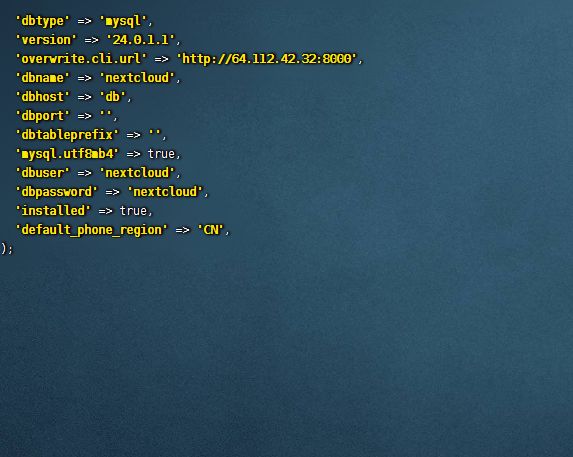 'dbtype' => 'mysql',
'version' => '24.0.1.1',
'overwrite.cli.url' => 'http://64.112.42.32:8000',
'dbname' => 'nextcloud',
'dbhost' => 'db',
'dbport' => '',
'dbtableprefix' => '',
'mysql.utf8mb4' => true,
'dbuser' => 'nextcloud',
'dbpassword' => 'nextcloud',
'installed' => true,
'default_phone_region' => 'CN',
);